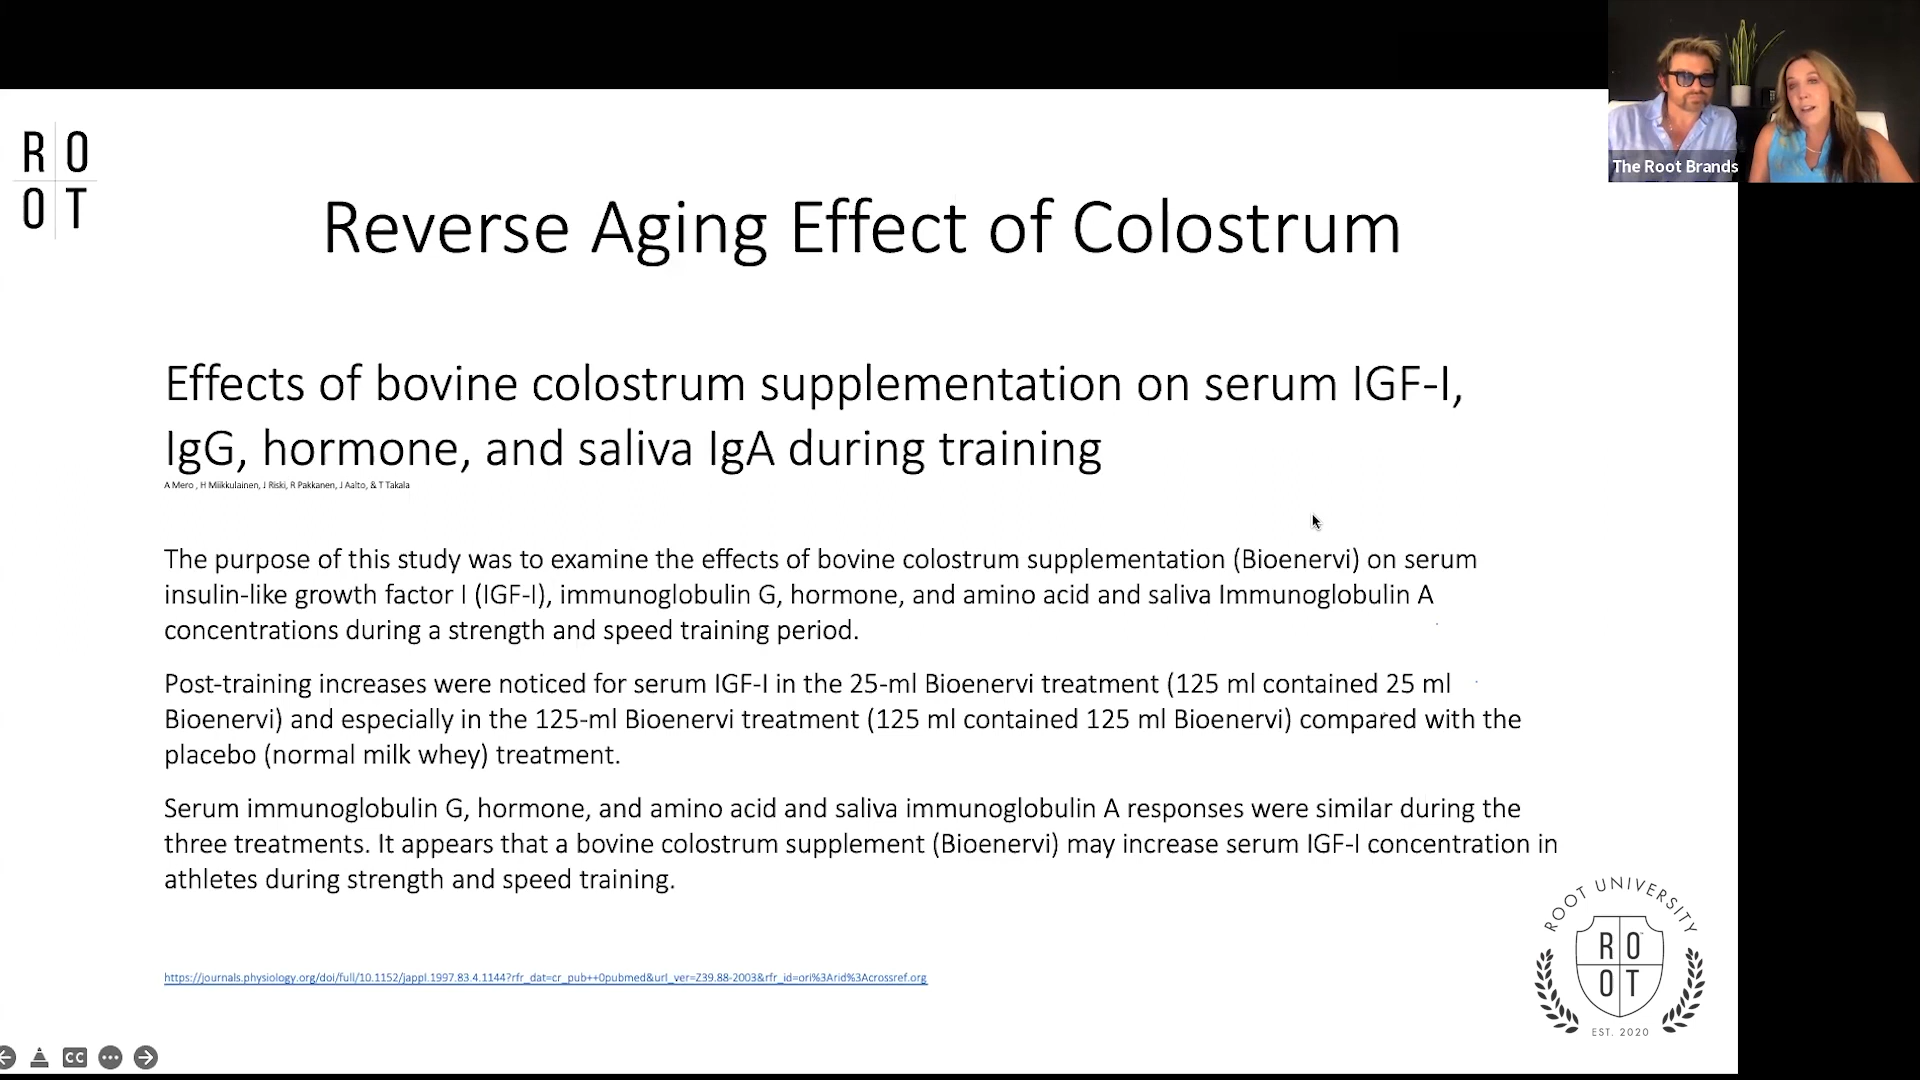 The Root Brands
R O
O T
Reverse Aging Effect of Colostrum
Effects of bovine colostrum supplementation on serum IGF-I,
IgG, hormone, and saliva IgA during training
A Mero , H Miikkulainen, J Riski, R Pakkanen, J Aalto, & T Takala
The purpose of this study was to examine the effects of bovine colostrum supplementation (Bioenervi) on serum
insulin-like growth factor I (IGF-I), immunoglobulin G, hormone, and amino acid and saliva Immunoglobulin A
concentrations during a strength and speed training period.
Post-training increases were noticed for serum IGF-I in the 25-ml Bioenervi treatment (125 ml contained 25 ml
Bioenervi) and especially in the 125-ml Bioenervi treatment (125 ml contained 125 ml Bioenervi) compared with the
placebo (normal milk whey) treatment.
Serum immunoglobulin G, hormone, and amino acid and saliva immunoglobulin A responses were similar during the
three treatments. It appears that a bovine colostrum supplement (Bioenervi) may increase serum IGF-I concentration in
athletes during strength and speed training.
https://journals.physiology.org/doi/full/10.1152/jappl.1997.83.4.1144?rfr_dat=cr_pub++0pubmed&url_ver=Z39.88-2003&rfr_id=ori%3Arid%3Acrossref.org
ROOT UNIVERSITY
R O
O T
EST. 2020
CC